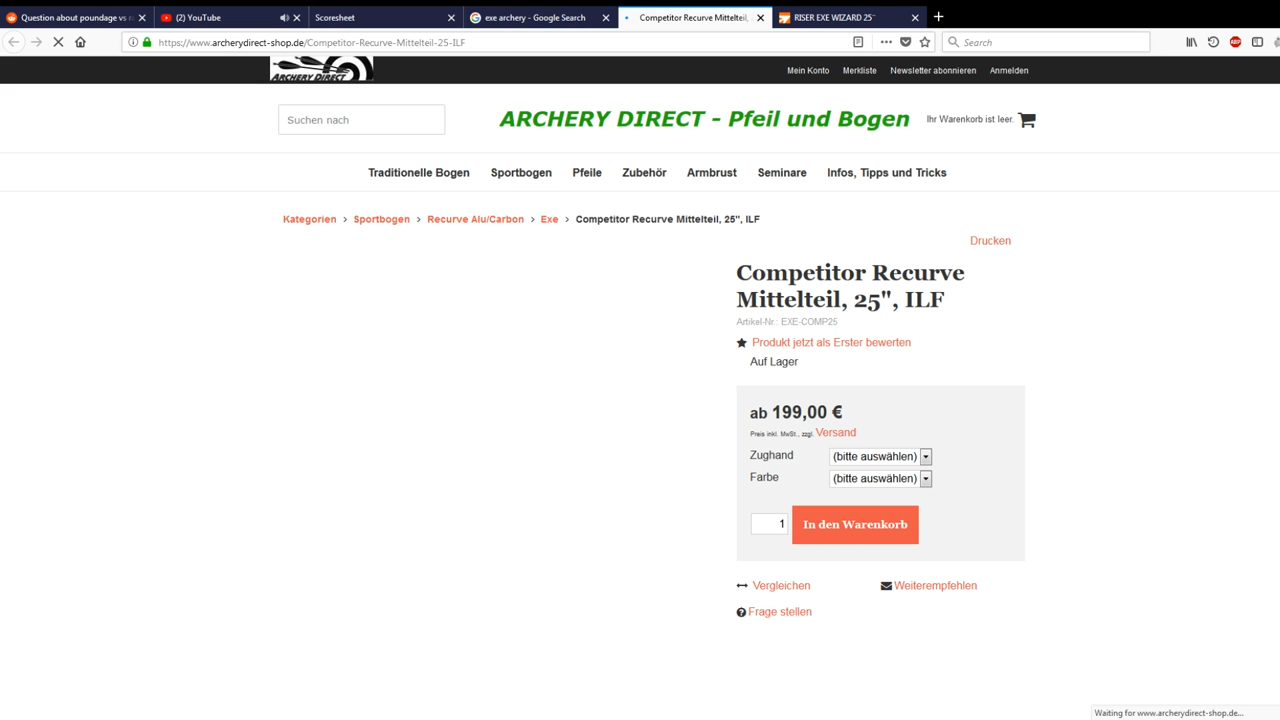 Question about poundage vs r
(2) YouTube
Scoresheet
exe archery - Google Search
Competitor Recurve Mittelteil,
RISER EXE WIZARD 25¨
https://www.archerydirect-shop.de/Competitor-Recurve-Mittelteil-25-ILF
Search
ABP
ARCHERY DIRECT
Mein Konto
Merkliste
Newsletter abonnieren
Anmelden
Suchen nach
ARCHERY DIRECT - Pfeil und Bogen
Ihr Warenkorb ist leer.
Traditionelle Bogen
Sportbogen
Pfeile
Zubehör
Armbrust
Seminare
Infos, Tipps und Tricks
Kategorien > Sportbogen > Recurve Alu/Carbon > Exe > Competitor Recurve Mittelteil, 25", ILF
Drucken
Competitor Recurve
Mittelteil, 25", ILF
Artikel-Nr.: EXE-COMP25
Produkt jetzt als Erster bewerten
Auf Lager
ab 199,00 €
Preis inkl. MwSt., zzgl. Versand
Zughand (bitte auswählen)
Farbe (bitte auswählen)
1 In den Warenkorb
Vergleichen
Weiterempfehlen
Frage stellen
Waiting for www.archerydirect-shop.de...